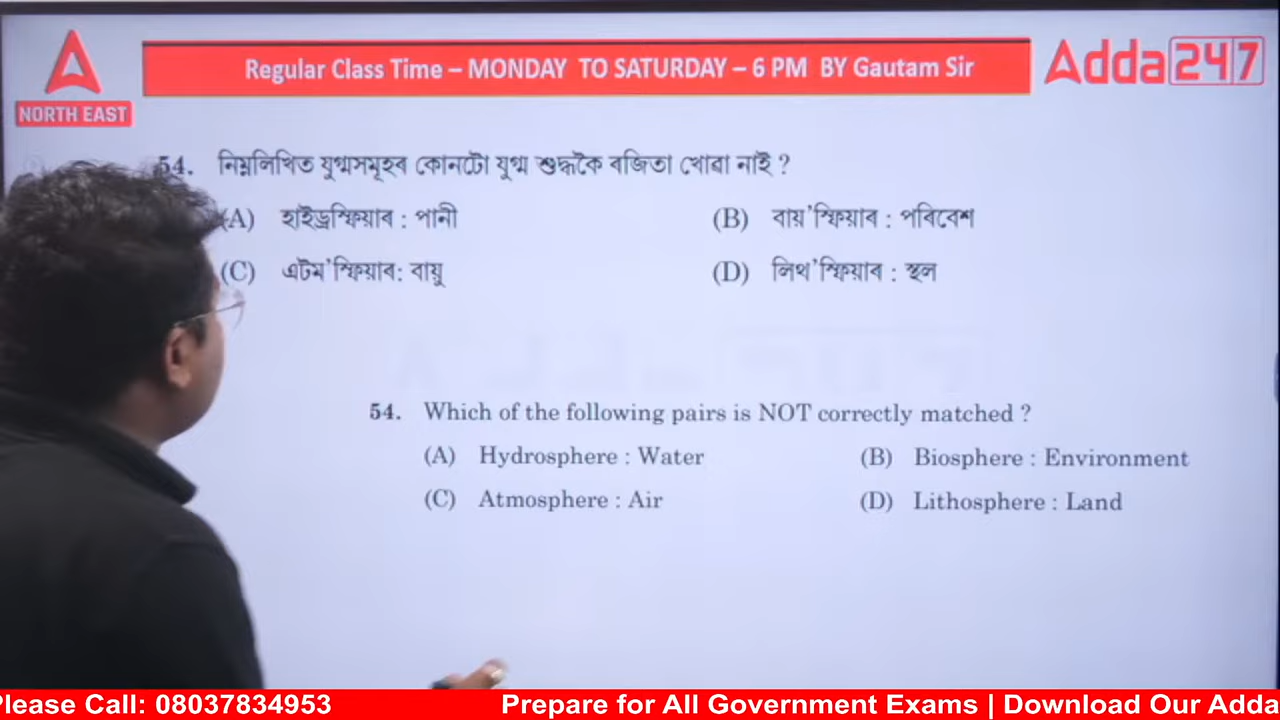 Regular Class Time – MONDAY TO SATURDAY – 6 PM BY Gautam Sir
Adda247
NORTH EAST
54. নিম্নলিখিত যুগ্মসমূহৰ কোনটো যুগ্ম শুদ্ধকৈ ৰজিতা খোৱা নাই ?
(A) হাইড্ৰস্ফিয়াৰ : পানী
(B) বায়'স্ফিয়াৰ : পৰিবেশ
(C) এটম'স্ফিয়াৰ: বায়ু
(D) লিথ'স্ফিয়াৰ : স্থল
54. Which of the following pairs is NOT correctly matched ?
(A) Hydrosphere : Water
(B) Biosphere : Environment
(C) Atmosphere : Air
(D) Lithosphere : Land
Please Call: 08037834953 Prepare for All Government Exams | Download Our Adda